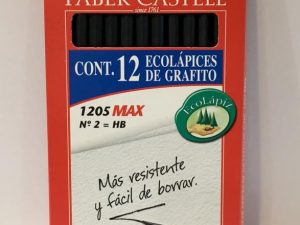 FABER-CASTELL
since 1761
CONT. 12 ECOLÁPICES
DE GRAFITO
1205 MAX
Nº 2 = HB
EcoLápiz
Más resistente
y fácil de borrar.